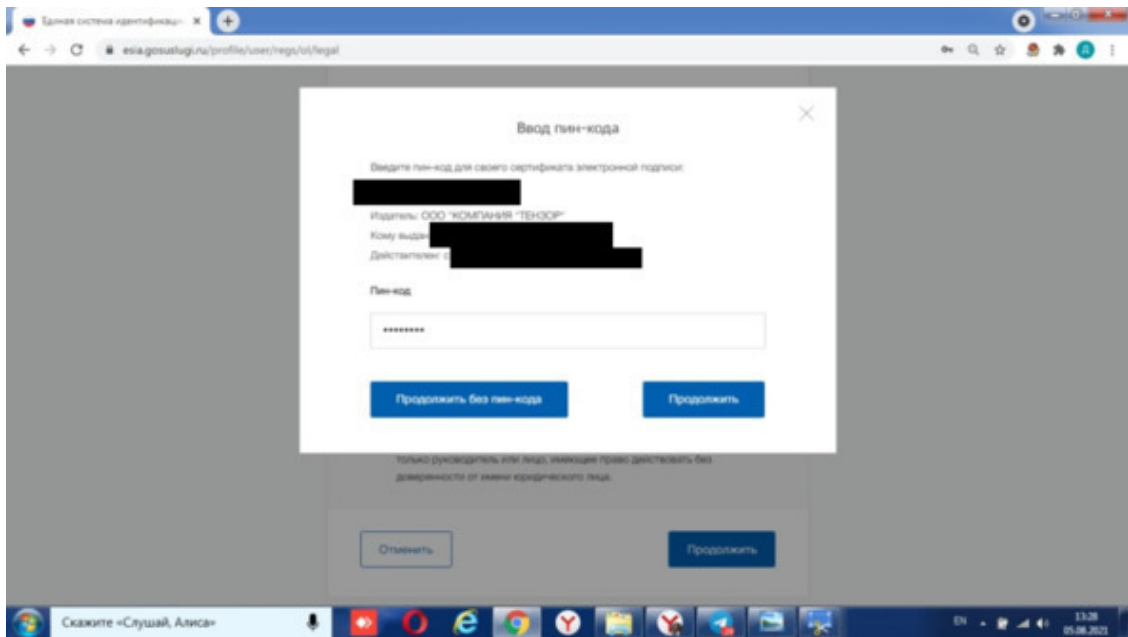 Единая система идентификаци
esia.gosuslugi.ru/profile/user/regs/ol/legal
Ввод пин-кода
Введите пин-код для своего сертификата электронной подписи:
Издатель: ООО "КОМПАНИЯ "ТЕНЗОР"
Кому выдан
Действителен: с
Пин-код
••••••••
Продолжить без пин-кода
Продолжить
только руководитель или лицо, имеющее право действовать без
доверенности от имени юридического лица.
Отменить
Продолжить
Скажите «Слушай, Алиса»
EN
13:28
05.08.2021